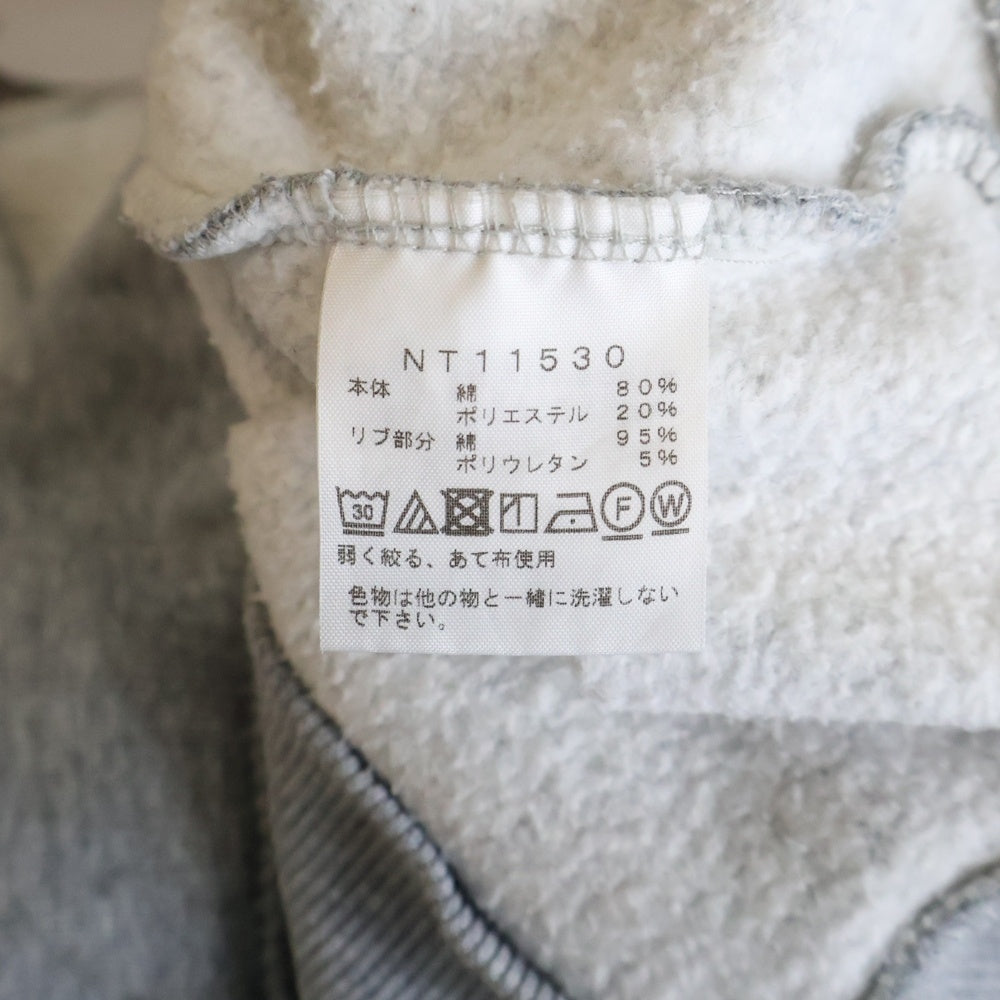 NT11530
本体 綿 80%
ポリエステル 20%
リブ部分 綿 95%
ポリウレタン 5%
30 F W
弱く絞る、あて布使用
色物は他の物と一緒に洗濯しない
で下さい。